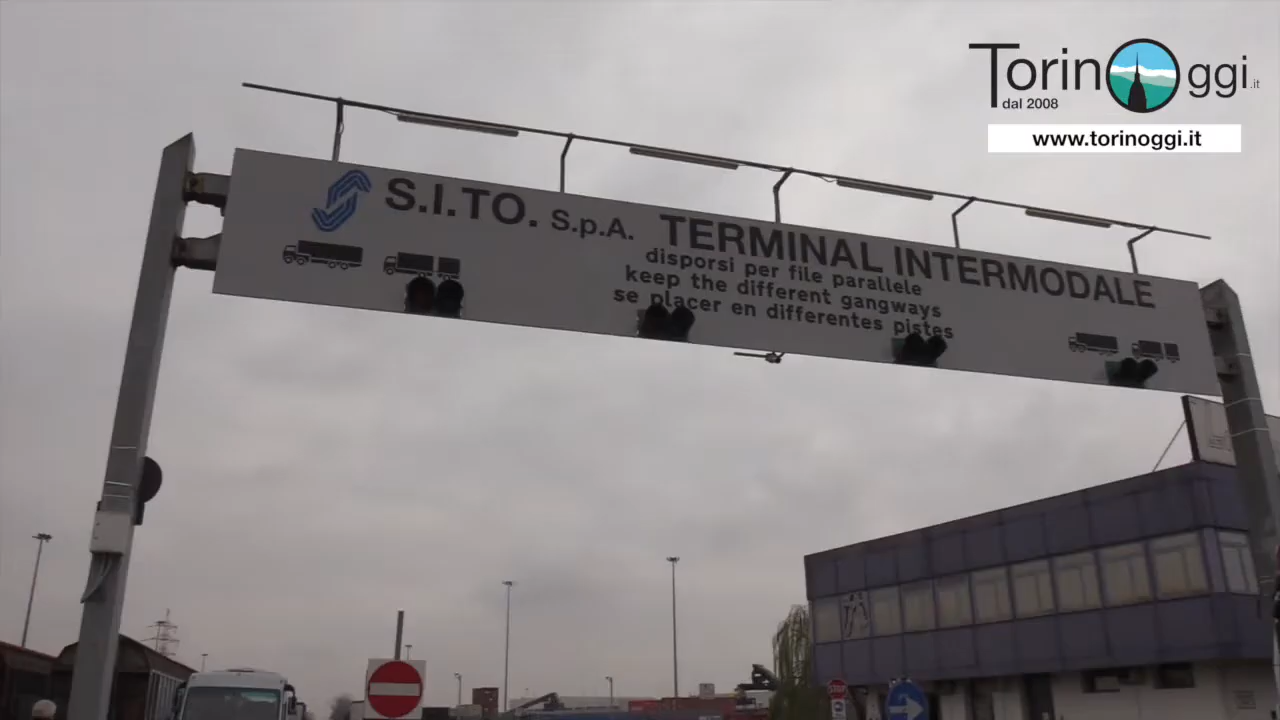 TorinOggi.it
dal 2008
www.torinoggi.it
S.I.TO. S.p.A. TERMINAL INTERMODALE
disporsi per file parallele
keep the different gangways
se placer en differentes pistes
STOP